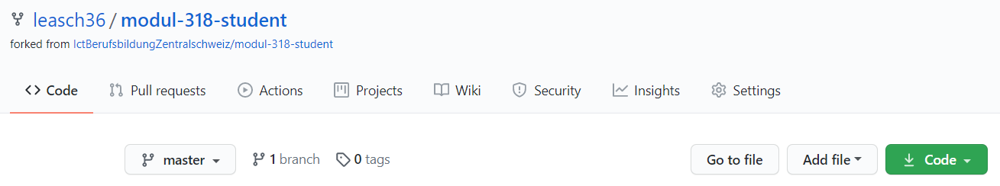 leasch36 / modul-318-student
forked from IctBerufsbildungZentralschweiz/modul-318-student
Code Pull requests Actions Projects Wiki Security Insights Settings
master 1 branch 0 tags Go to file Add file Code